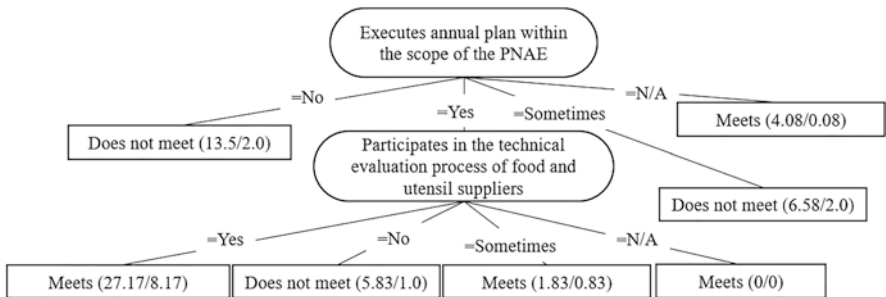 Executes annual plan within
the scope of the PNAE
=No
=Yes
=Sometimes
=N/A
Does not meet (13.5/2.0)
Meets (4.08/0.08)
Participates in the technical
evaluation process of food and
utensil suppliers
Does not meet (6.58/2.0)
=Yes
=No
=Sometimes
=N/A
Meets (27.17/8.17)
Does not meet (5.83/1.0)
Meets (1.83/0.83)
Meets (0/0)